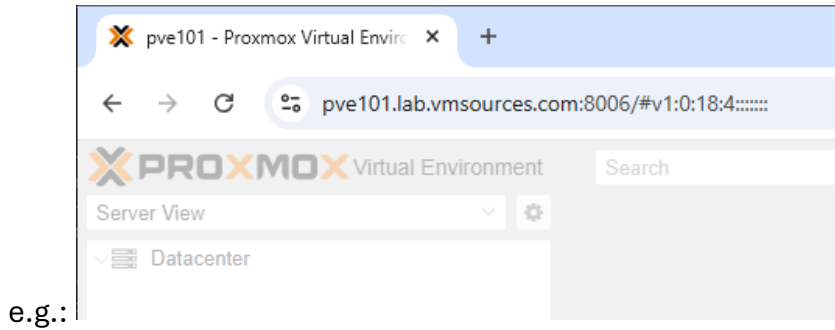 pve101 - Proxmox Virtual Envir
pve101.lab.vmsources.com:8006/#v1:0:18:4:::::::
PROXMOX Virtual Environment Search
Server View
Datacenter
e.g.: